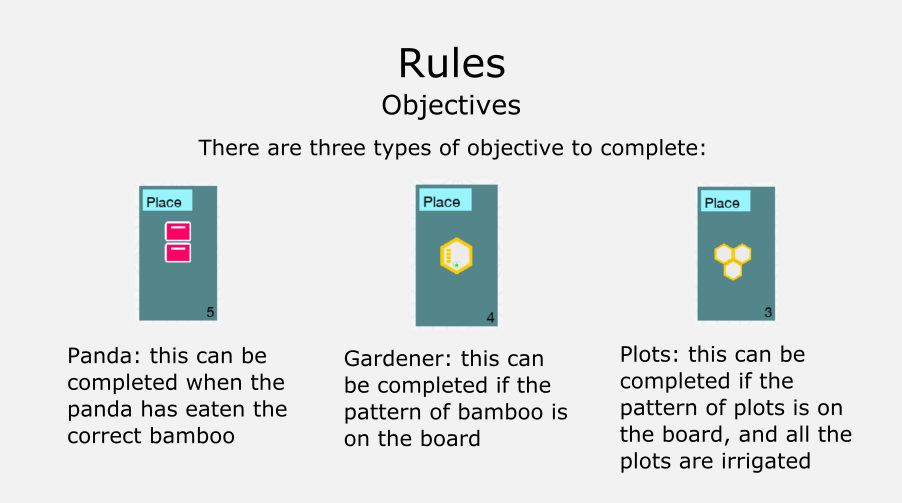 Rules
Objectives
There are three types of objective to complete:
Place
5
Panda: this can be
completed when the
panda has eaten the
correct bamboo
Place
4
Gardener: this can
be completed if the
pattern of bamboo is
on the board
Place
3
Plots: this can be
completed if the
pattern of plots is on
the board, and all the
plots are irrigated